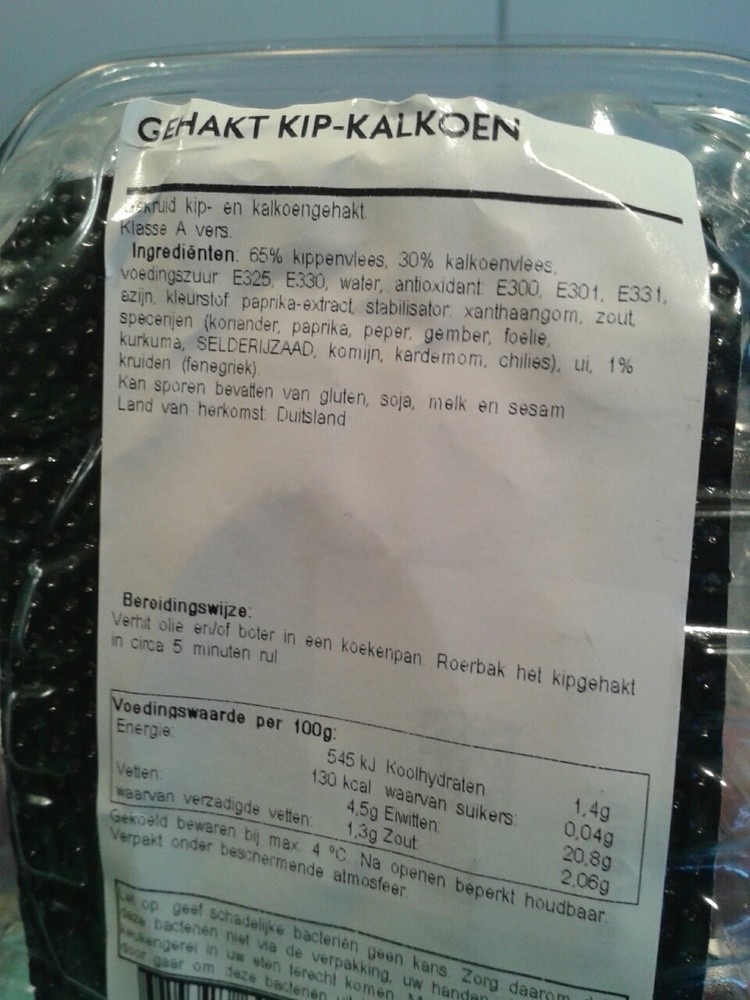 GEHAKT KIP-KALKOEN
Gekruid kip- en kalkoengehakt.
Klasse A vers.
Ingrediënten: 65% kippenvlees, 30% kalkoenvlees,
voedingszuur: E325, E330, water, antioxidant: E300, E301, E331,
azijn, kleurstof: paprika-extract, stabilisator: xanthaangom, zout,
specerijen (koriander, paprika, peper, gember, foelie,
kurkuma, SELDERIJZAAD, komijn, kardemom, chilies), ui, 1%
kruiden (fenegriek).
Kan sporen bevatten van gluten, soja, melk en sesam
Land van herkomst: Duitsland
Bereidingswijze:
Verhit olie en/of boter in een koekenpan. Roerbak het kipgehakt
in circa 5 minuten rul
Voedingswaarde per 100g:
Energie: 545 kJ Koolhydraten 1,4g
130 kcal waarvan suikers: 0,04g
Vetten: 4,5g Eiwitten: 20,8g
waarvan verzadigde vetten: 1,3g Zout: 2,06g
Gekoeld bewaren bij max. 4 °C. Na openen beperkt houdbaar.
Verpakt onder beschermende atmosfeer.
Let op: geef schadelijke bacteriën geen kans. Zorg daarom
deze bacteriën niet via de verpakking, uw handen
keukengerei in uw eten terecht komen.
door gaar om deze bacteriën